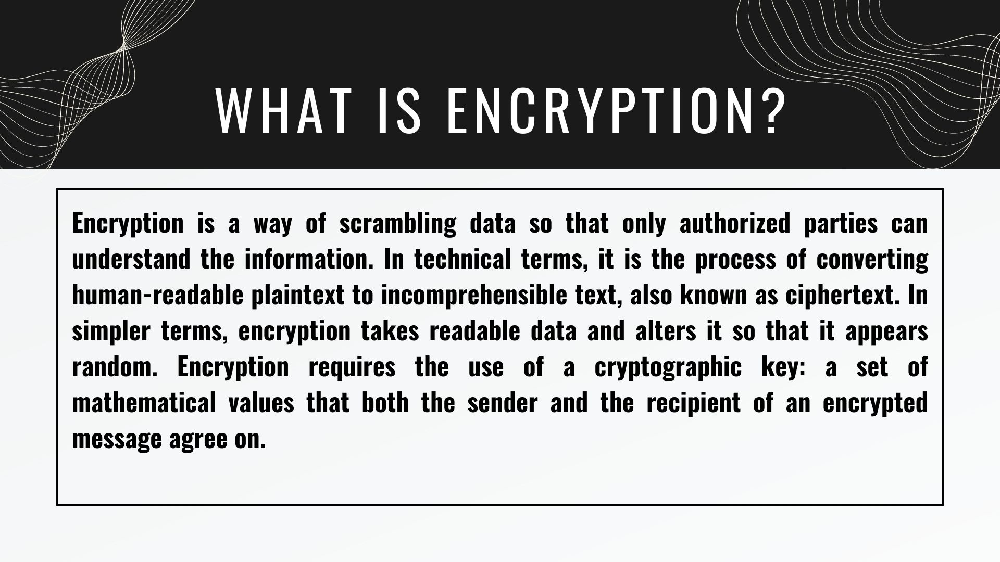 WHAT IS ENCRYPTION?
Encryption is a way of scrambling data so that only authorized parties can
understand the information. In technical terms, it is the process of converting
human-readable plaintext to incomprehensible text, also known as ciphertext. In
simpler terms, encryption takes readable data and alters it so that it appears
random. Encryption requires the use of a cryptographic key: a set of
mathematical values that both the sender and the recipient of an encrypted
message agree on.